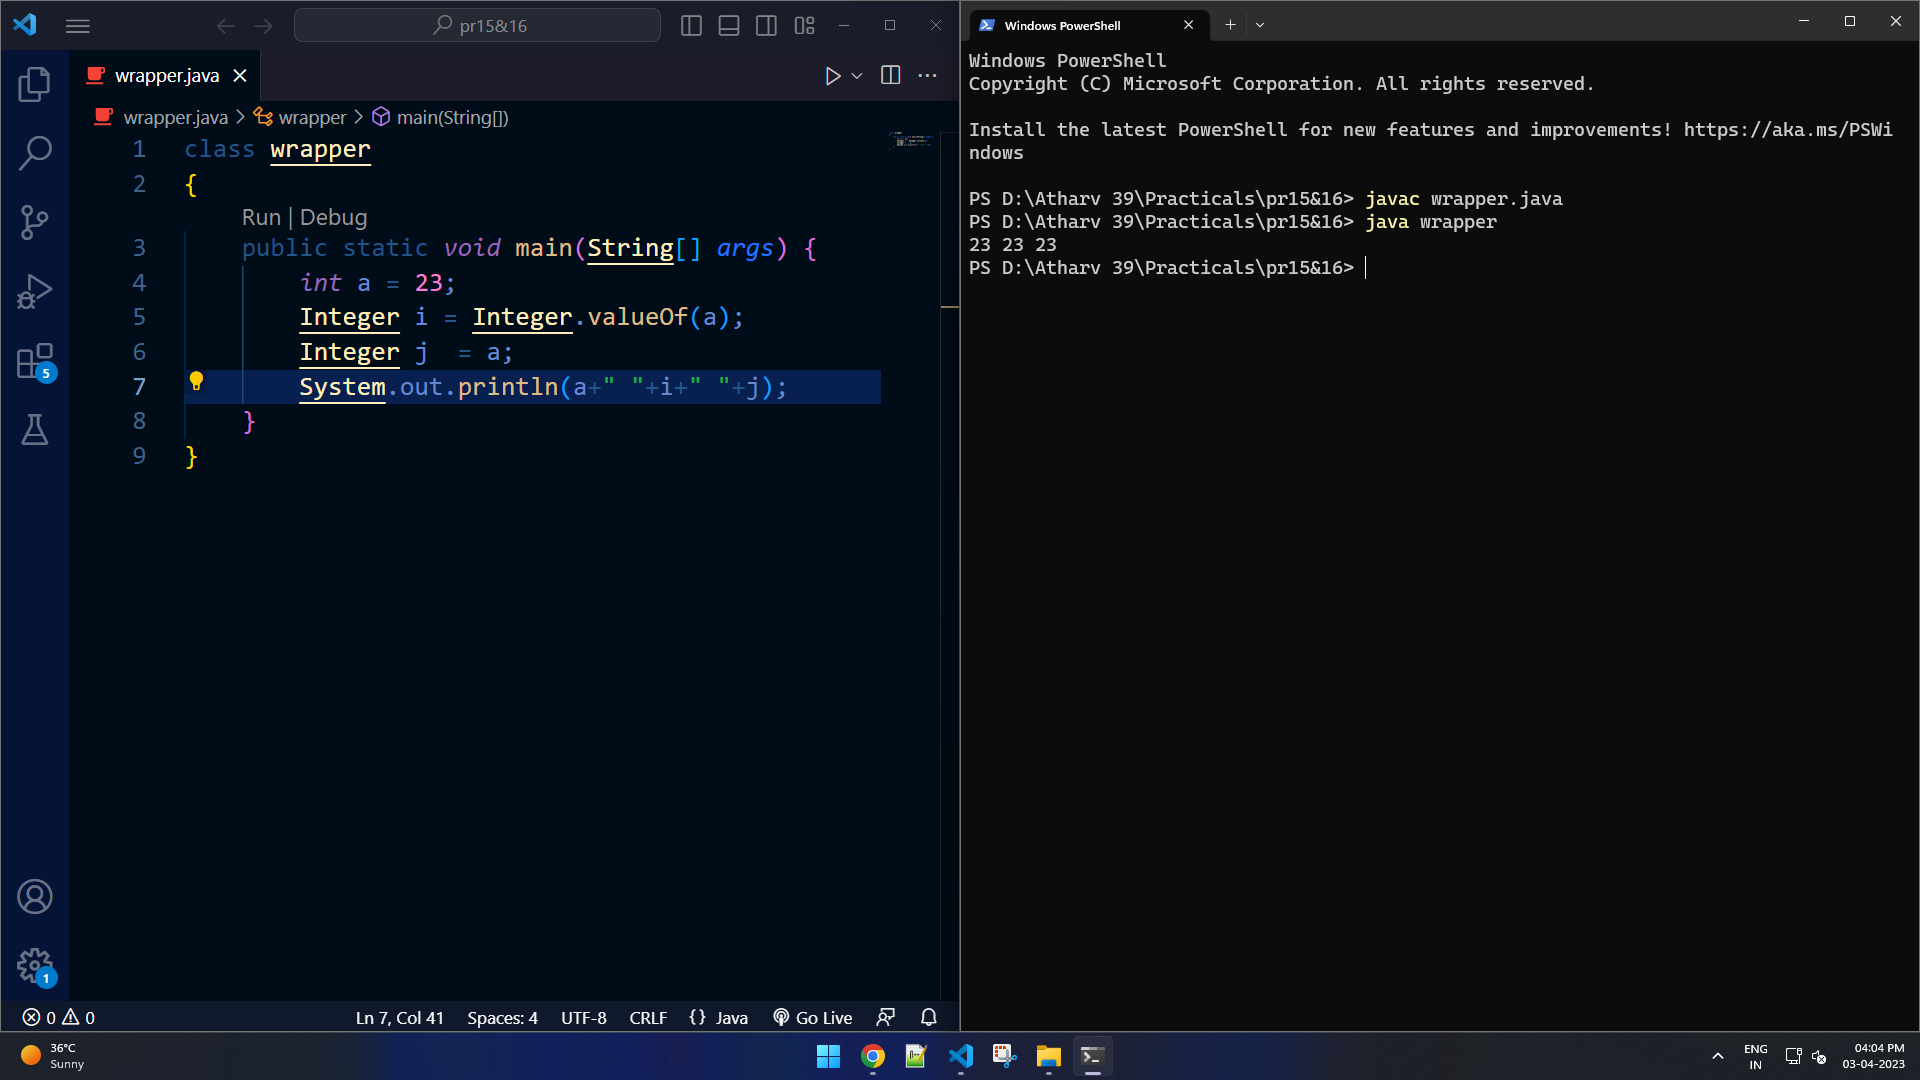 pr15&16
wrapper.java
wrapper.java > wrapper > main(String[])
1 class wrapper
2 {
Run | Debug
3 public static void main(String[] args) {
4 int a = 23;
5 Integer i = Integer.valueOf(a);
6 Integer j  = a;
7 System.out.println(a+" "+i+" "+j);
8 }
9 }
5
1
0 0
Ln 7, Col 41 Spaces: 4 UTF-8 CRLF {} Java Go Live
Windows PowerShell
Windows PowerShell
Copyright (C) Microsoft Corporation. All rights reserved.
Install the latest PowerShell for new features and improvements! https://aka.ms/PSWi
ndows
PS D:\Atharv 39\Practicals\pr15&16> javac wrapper.java
PS D:\Atharv 39\Practicals\pr15&16> java wrapper
23 23 23
PS D:\Atharv 39\Practicals\pr15&16>
36°C
Sunny
ENG
IN
04:04 PM
03-04-2023